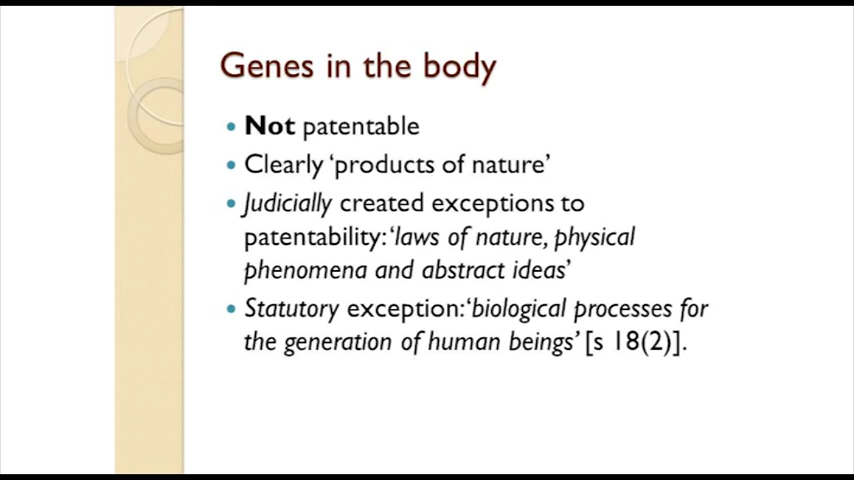 Genes in the body
• Not patentable
• Clearly ‘products of nature’
• Judicially created exceptions to
patentability: ‘laws of nature, physical
phenomena and abstract ideas’
• Statutory exception: ‘biological processes for
the generation of human beings’ [s 18(2)].